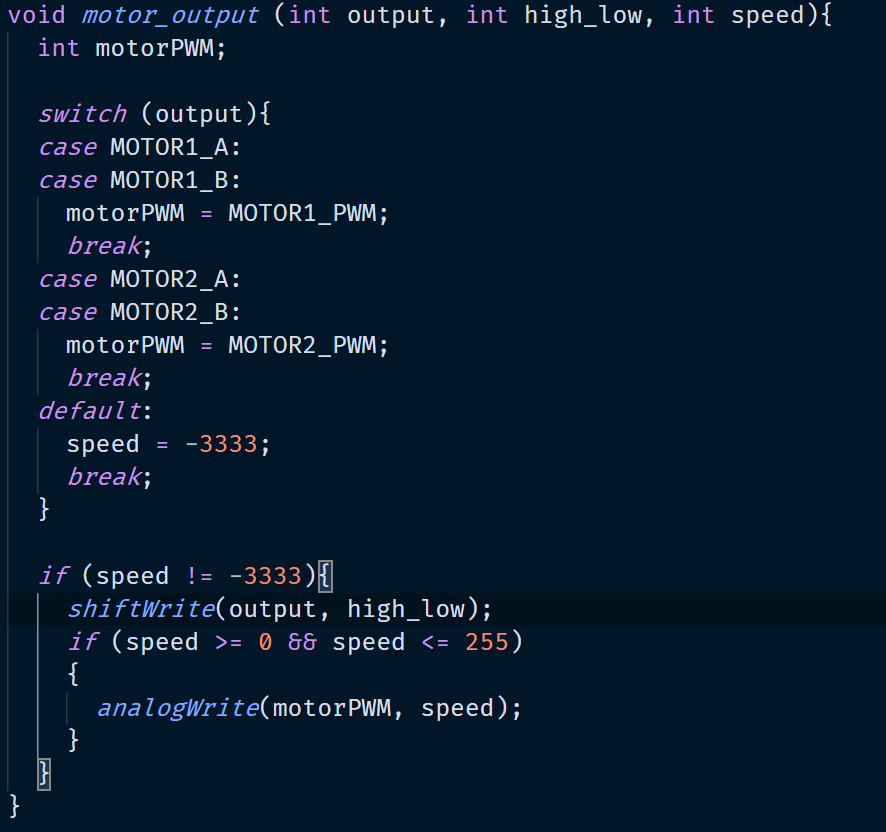 void motor_output (int output, int high_low, int speed){
  int motorPWM;

  switch (output){
  case MOTOR1_A:
  case MOTOR1_B:
    motorPWM = MOTOR1_PWM;
    break;
  case MOTOR2_A:
  case MOTOR2_B:
    motorPWM = MOTOR2_PWM;
    break;
  default:
    speed = -3333;
    break;
  }

  if (speed != -3333){
    shiftWrite(output, high_low);
    if (speed >= 0 && speed <= 255)
    {
      analogWrite(motorPWM, speed);
    }
  }
}